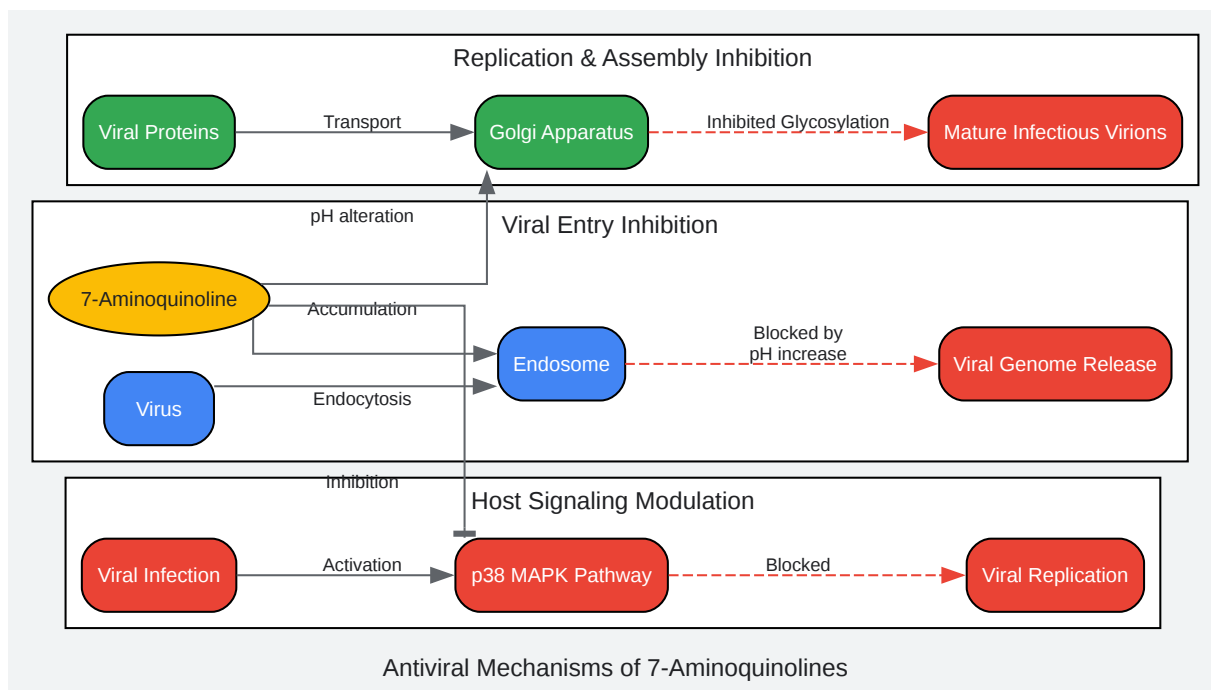 Replication & Assembly Inhibition
Viral Proteins
Transport
Golgi Apparatus
Inhibited Glycosylation
Mature Infectious Virions
pH alteration
Viral Entry Inhibition
7-Aminoquinoline
Accumulation
Endosome
Blocked by
pH increase
Viral Genome Release
Virus
Endocytosis
Inhibition
Host Signaling Modulation
Viral Infection
Activation
p38 MAPK Pathway
Blocked
Viral Replication
Antiviral Mechanisms of 7-Aminoquinolines